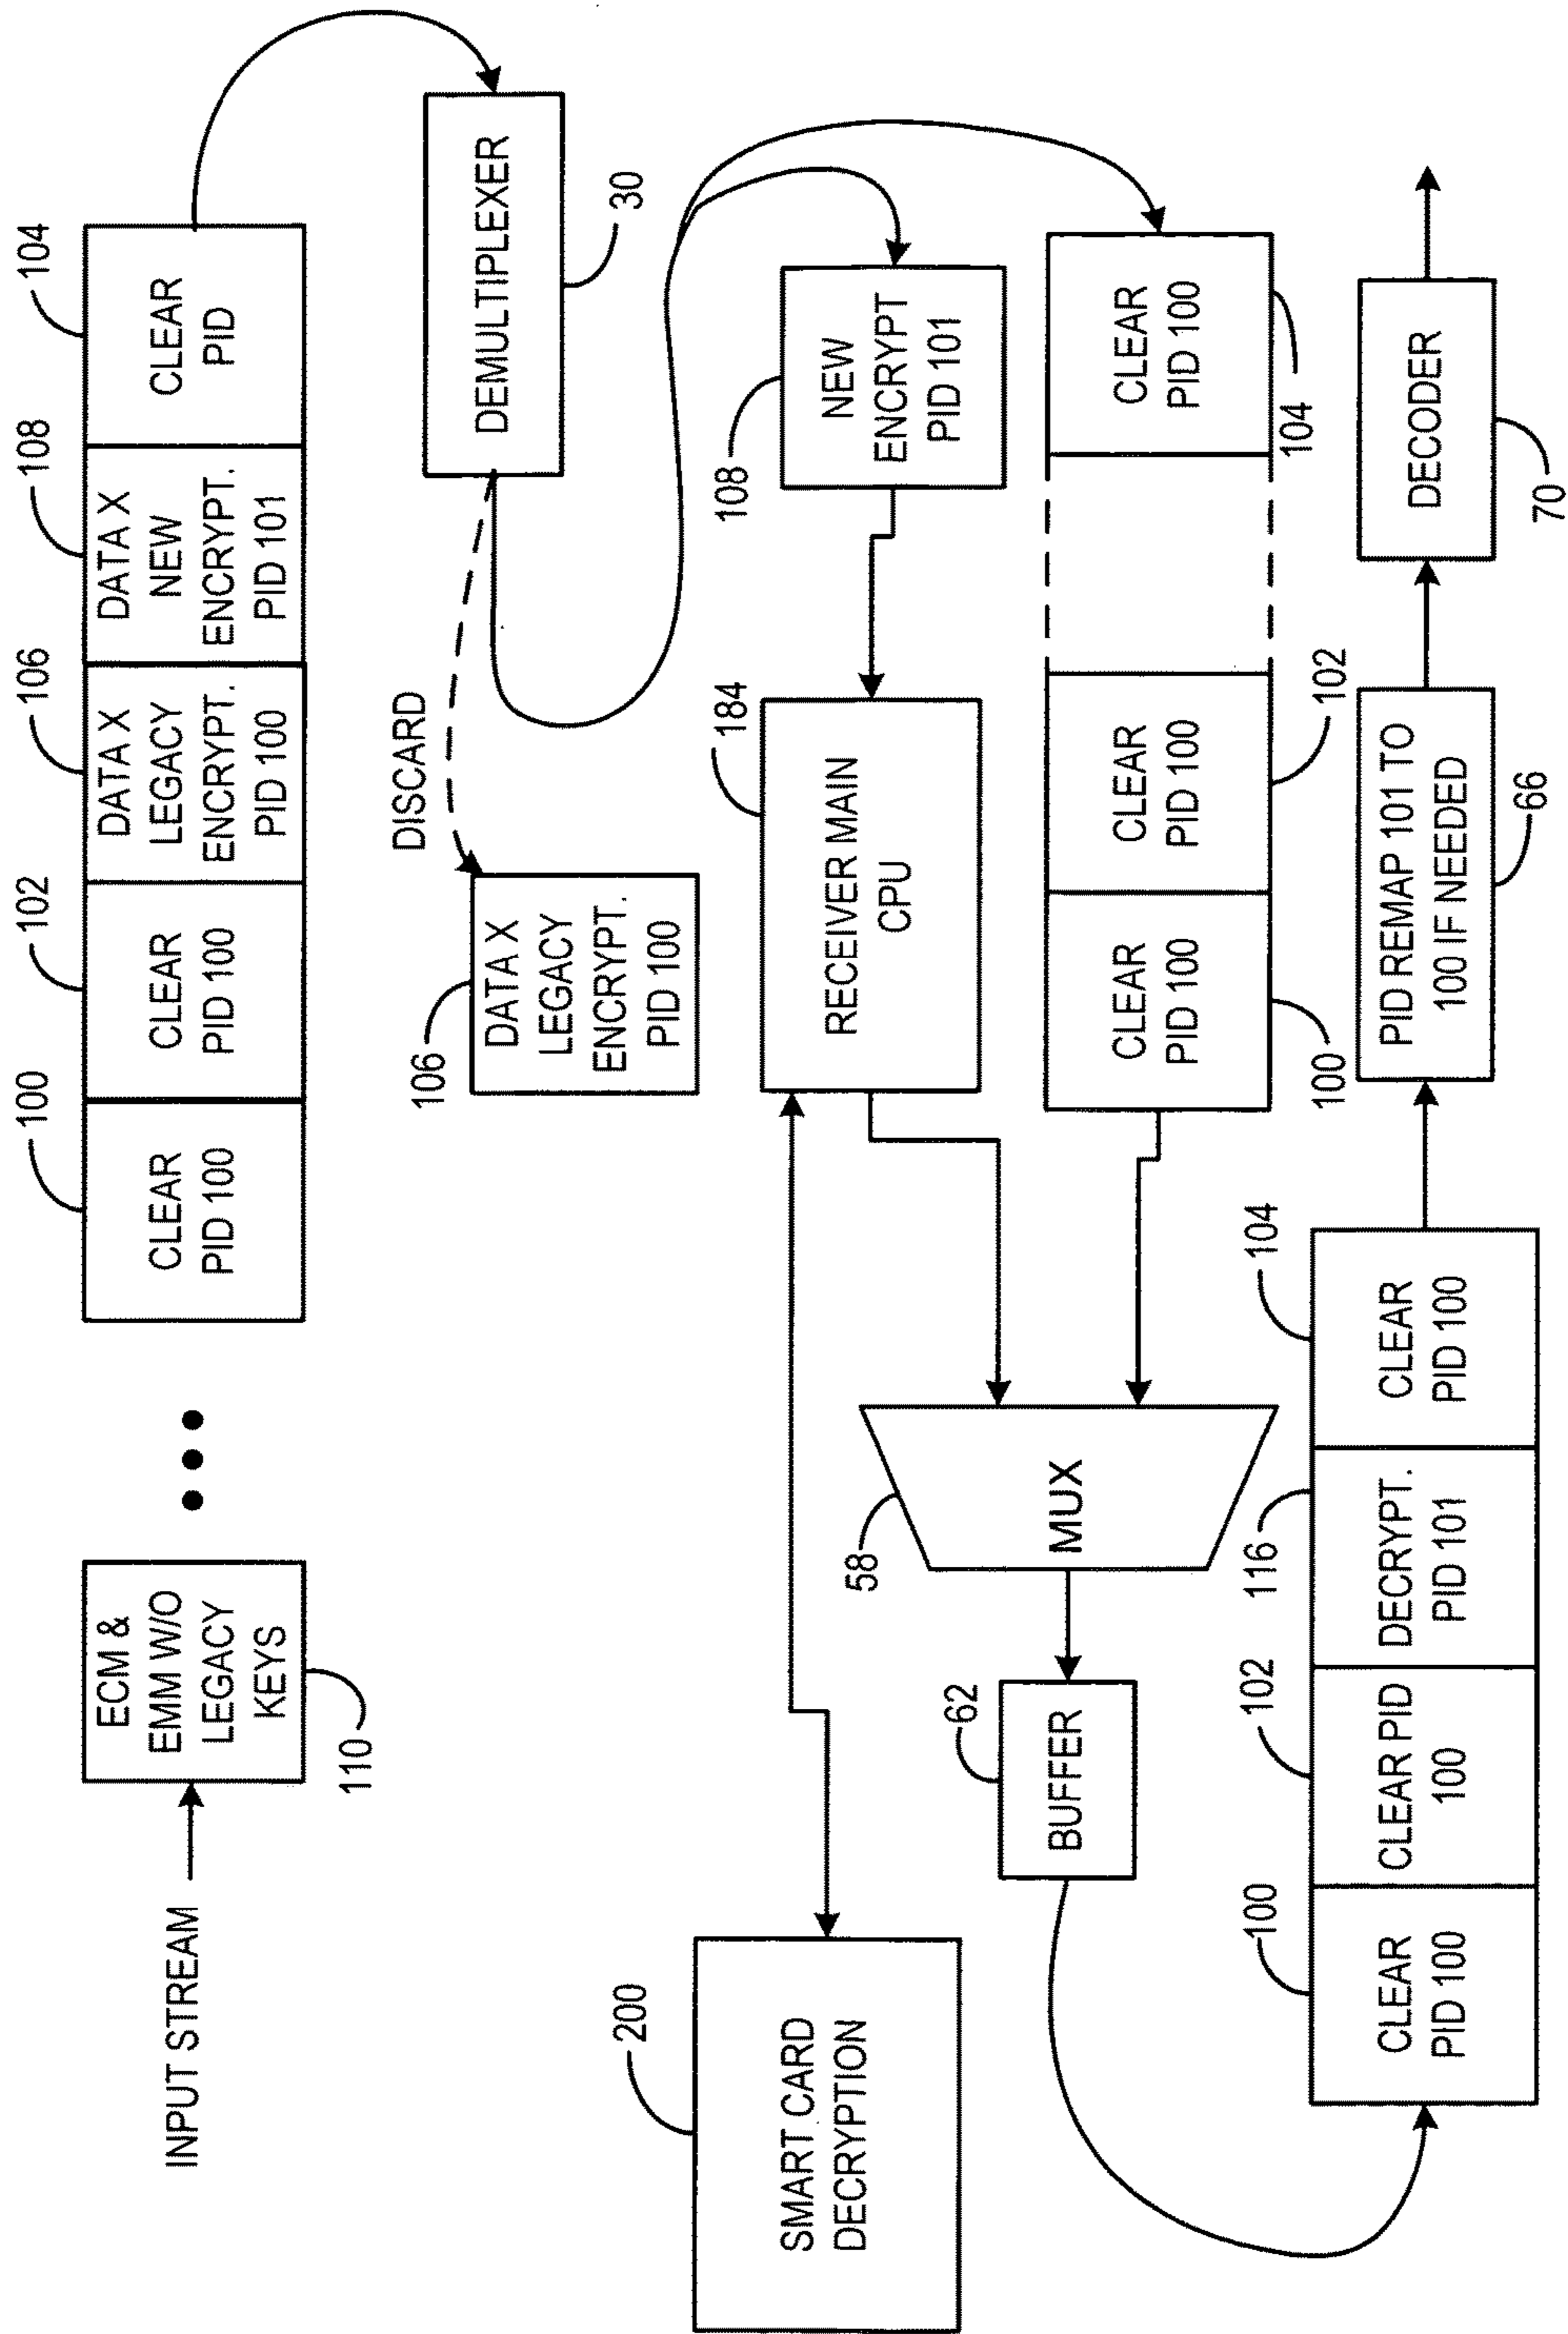 INPUT STREAM
ECM &
EMM W/O
LEGACY
KEYS
110
100
CLEAR
PID 100
102
CLEAR
PID 100
106
DATA X
LEGACY
ENCRYPT.
PID 100
108
DATA X
NEW
ENCRYPT.
PID 101
104
CLEAR
PID
DEMULTIPLEXER
30
DISCARD
106
DATA X
LEGACY
ENCRYPT.
PID 100
200
SMART CARD
DECRYPTION
184
RECEIVER MAIN
CPU
108
NEW
ENCRYPT
PID 101
62
BUFFER
58
MUX
CLEAR
PID 100
100
CLEAR
PID 100
102
CLEAR
PID 100
104
100
CLEAR
PID 100
102
CLEAR PID
100
116
DECRYPT.
PID 101
104
CLEAR
PID 100
PID REMAP 101 TO
100 IF NEEDED
66
DECODER
70